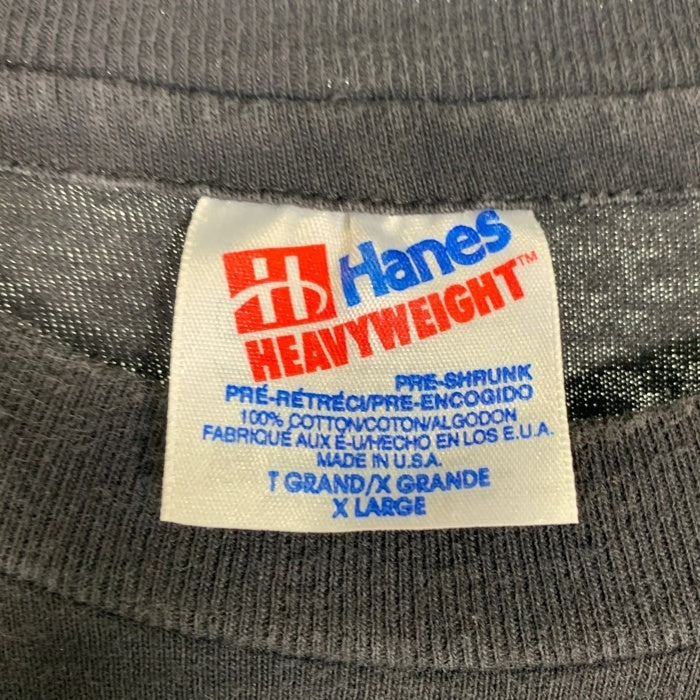 H Hanes
HEAVYWEIGHT™
PRE-SHRUNK
PRÉ-RÉTRÉCI/PRE-ENCOGIDO
100% COTTON/COTON/ALGODON
FABRIQUÉ AUX É-U/HECHO EN LOS E.U.A.
MADE IN U.S.A.
T GRAND/X GRANDE
X LARGE